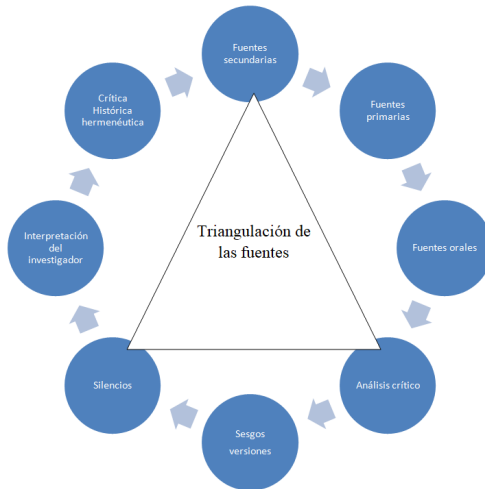 Fuentes
secundarias
Fuentes
primarias
Fuentes orales
Análisis crítico
Sesgos
versiones
Silencios
Interpretación
del
investigador
Crítica
Histórica
hermenéutica
Triangulación de
las fuentes